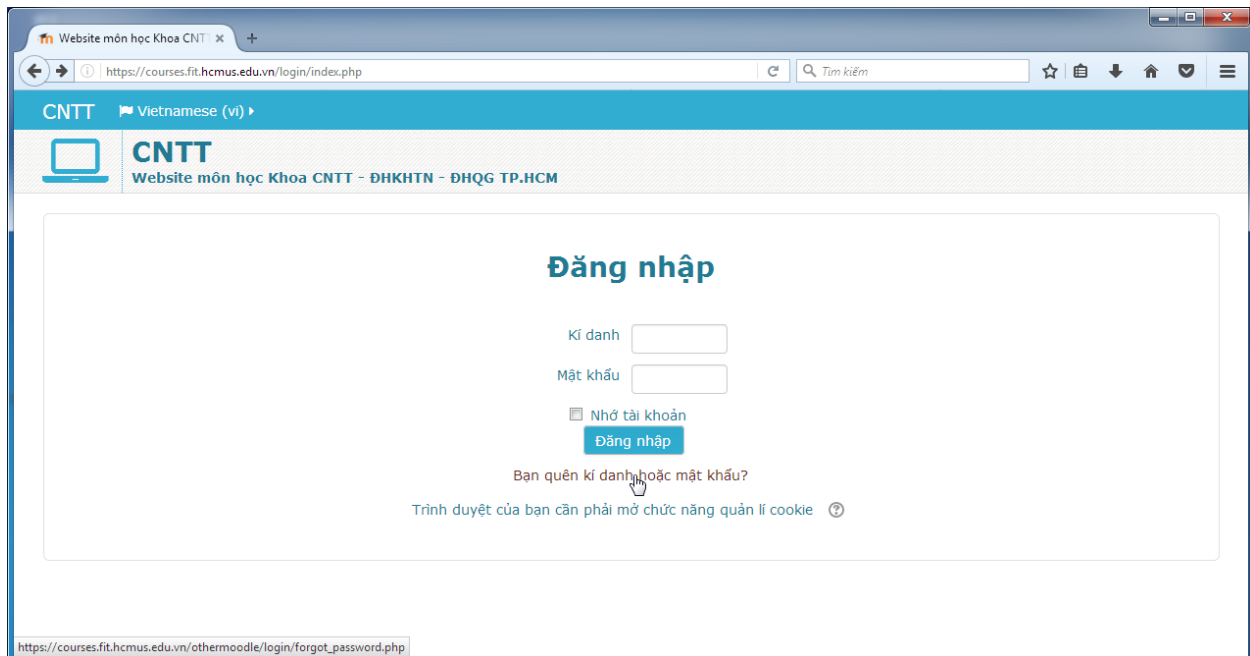 Website môn học Khoa CNT
https://courses.fit.hcmus.edu.vn/login/index.php
Tìm kiếm
CNTT Vietnamese (vi)
CNTT
Website môn học Khoa CNTT - ĐHKHTN - ĐHQG TP.HCM
Đăng nhập
Kí danh
Mật khẩu
Nhớ tài khoản
Đăng nhập
Bạn quên kí danh hoặc mật khẩu?
Trình duyệt của bạn cần phải mở chức năng quản lí cookie
https://courses.fit.hcmus.edu.vn/othermoodle/login/forgot_password.php